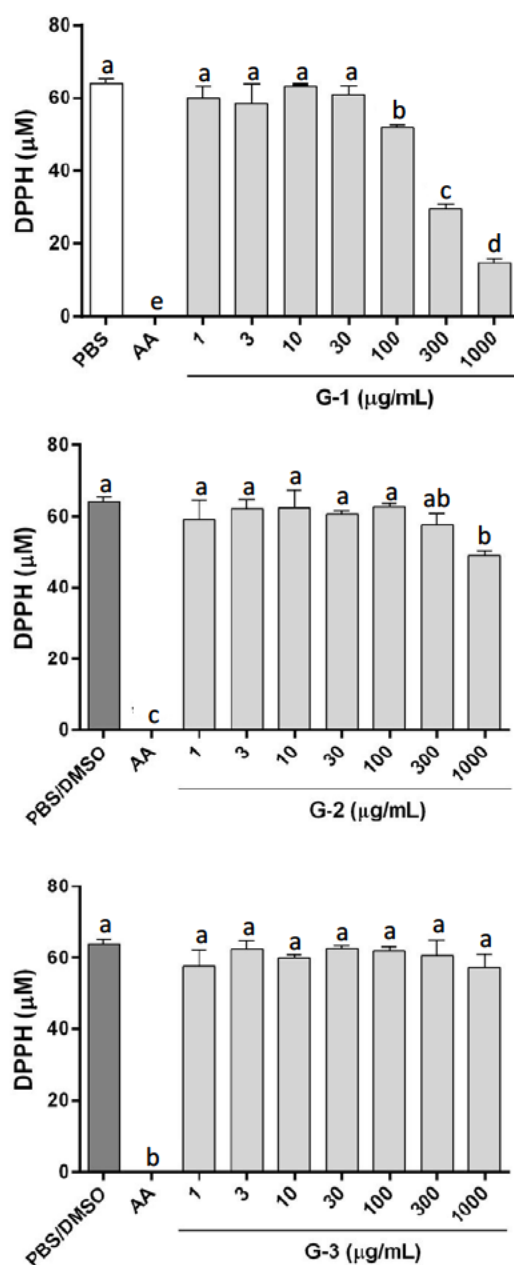 80
a
a
a
a
a
60
b
DPPH (μM)
40
c
20
d
e
0
PBS
AA
1
3
10
30
100
300
1000
G-1 (μg/mL)
80
a
a
a
a
a
a
ab
60
b
DPPH (μM)
40
20
c
0
PBS/DMSO
AA
1
3
10
30
100
300
1000
G-2 (μg/mL)
80
a
a
a
a
a
a
a
a
60
DPPH (μM)
40
20
b
0
PBS/DMSO
AA
1
3
10
30
100
300
1000
G-3 (μg/mL)